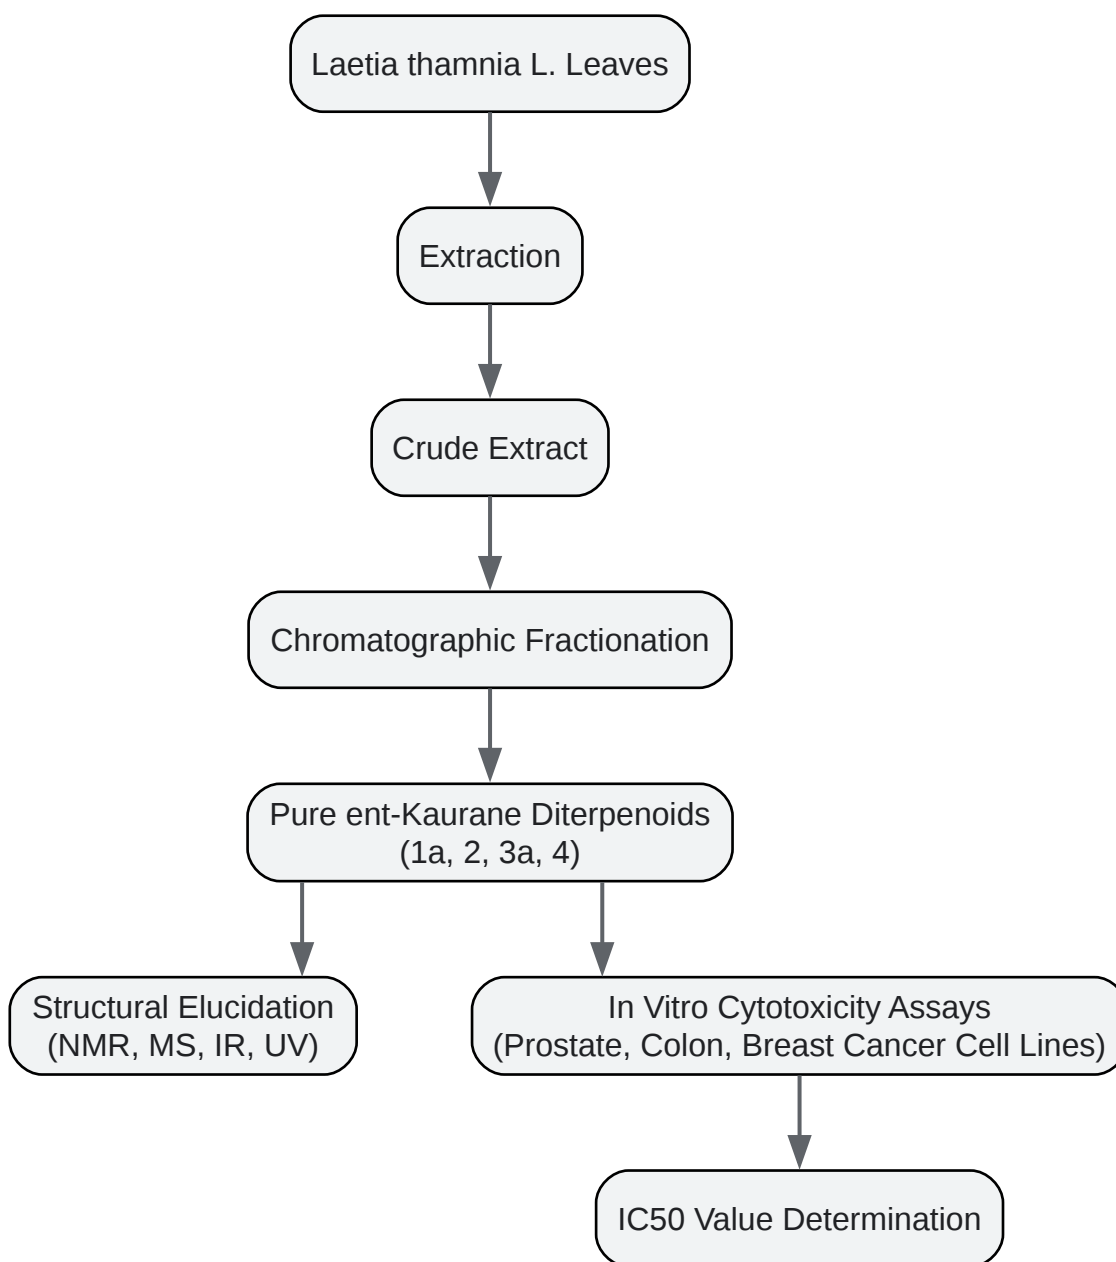 Laetia thamnia L. Leaves
Extraction
Crude Extract
Chromatographic Fractionation
Pure ent-Kaurane Diterpenoids
(1a, 2, 3a, 4)
Structural Elucidation
(NMR, MS, IR, UV)
In Vitro Cytotoxicity Assays
(Prostate, Colon, Breast Cancer Cell Lines)
IC50 Value Determination